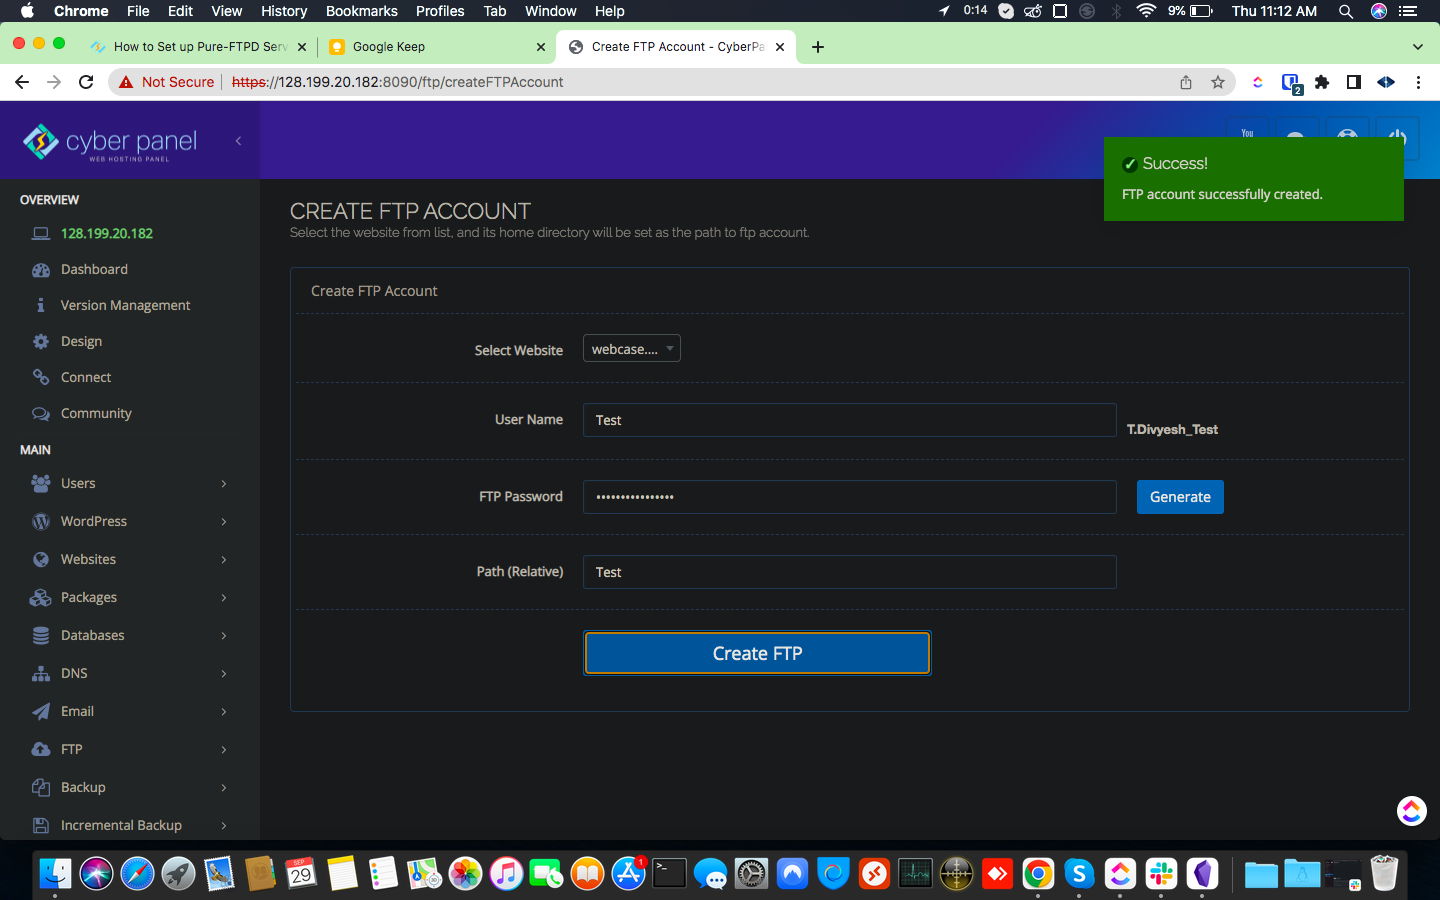 Chrome File Edit View History Bookmarks Profiles Tab Window Help 0:14 9% Thu 11:12 AM
How to Set up Pure-FTPD Serv
Google Keep
Create FTP Account - CyberPa
Not Secure https://128.199.20.182:8090/ftp/createFTPAccount
2
cyber panel
WEB HOSTING PANEL
You
Success!
FTP account successfully created.
OVERVIEW
128.199.20.182
Dashboard
Version Management
Design
Connect
Community
MAIN
Users
WordPress
Websites
Packages
Databases
DNS
Email
FTP
Backup
Incremental Backup
CREATE FTP ACCOUNT
Select the website from list, and its home directory will be set as the path to ftp account.
Create FTP Account
Select Website webcase....
User Name Test T.Divyesh_Test
FTP Password •••••••••••••••• Generate
Path (Relative) Test
Create FTP
SEP
29
1